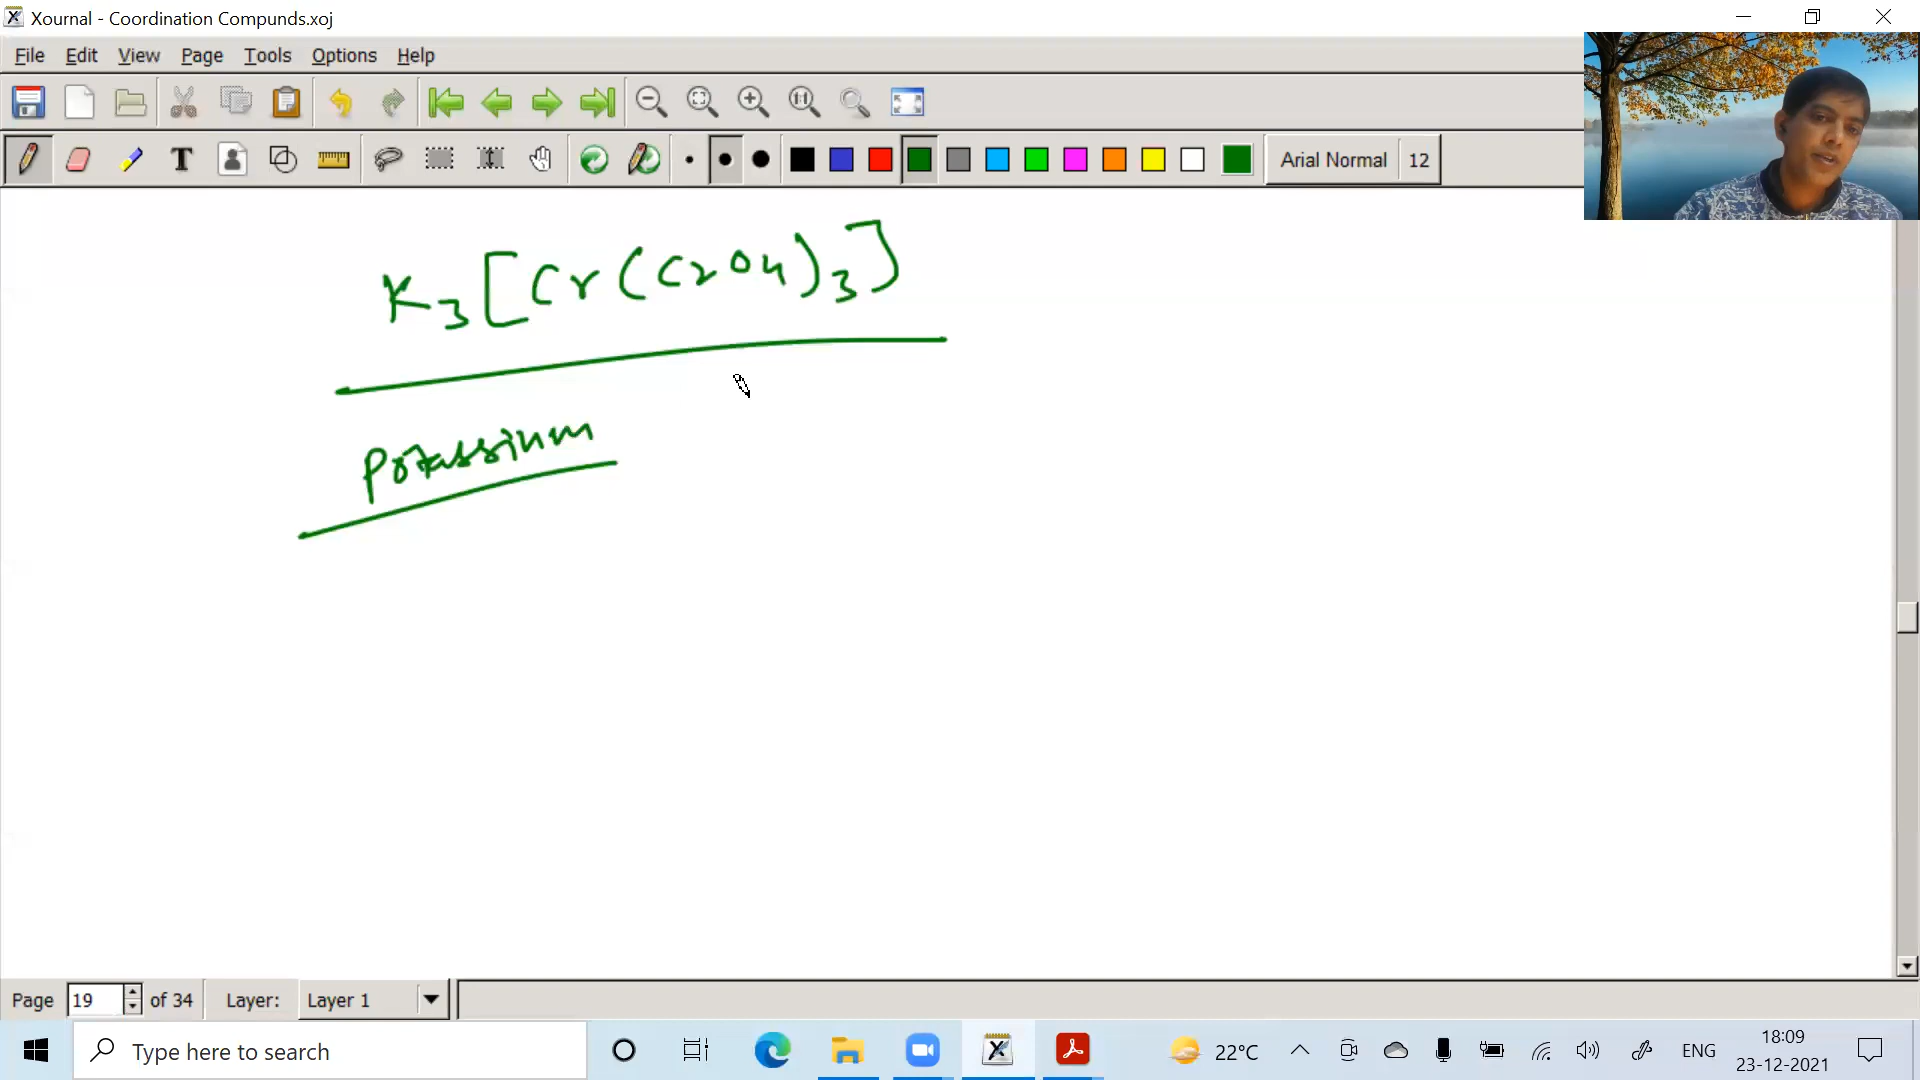 Xournal - Coordination Compunds.xoj
File Edit View Page Tools Options Help
T Arial Normal 12
K3[Cr(C2O4)3]
Potassium
Page 19 of 34 Layer: Layer 1
Type here to search 22°C ENG 18:09
23-12-2021